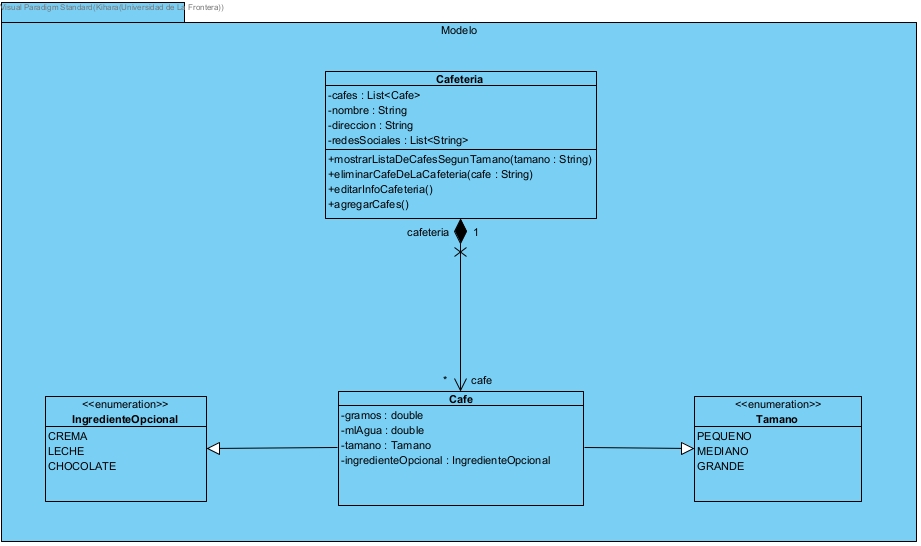 Visual Paradigm Standard(Kihara(Universidad de La Frontera))
Modelo
Cafeteria
-cafes : List<Cafe>
-nombre : String
-direccion : String
-redesSociales : List<String>
+mostrarListaDeCafesSegunTamano(tamano : String)
+eliminarCafeDeLaCafeteria(cafe : String)
+editarInfoCafeteria()
+agregarCafes()
cafeteria 1
* cafe
<<enumeration>>
IngredienteOpcional
CREMA
LECHE
CHOCOLATE
Cafe
-gramos : double
-mlAgua : double
-tamano : Tamano
-ingredienteOpcional : IngredienteOpcional
<<enumeration>>
Tamano
PEQUENO
MEDIANO
GRANDE